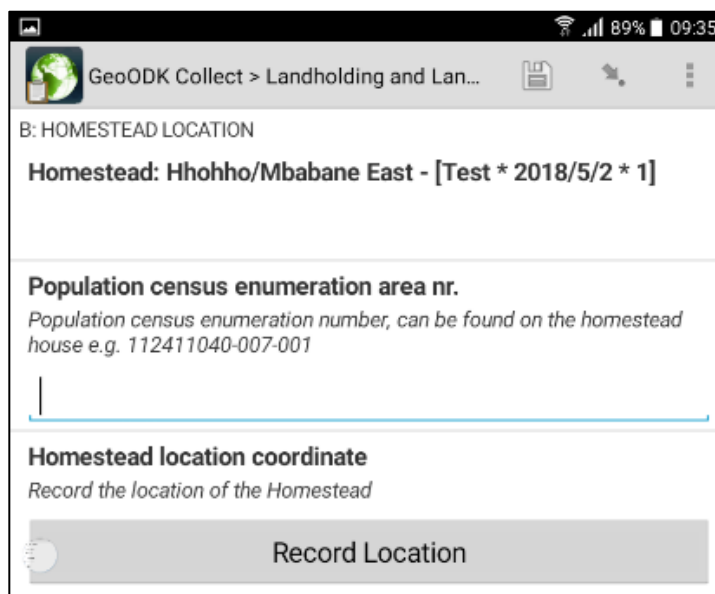 89% 09:35
GeoODK Collect > Landholding and Lan...
B: HOMESTEAD LOCATION
Homestead: Hhohho/Mbabane East - [Test * 2018/5/2 * 1]
Population census enumeration area nr.
Population census enumeration number, can be found on the homestead
house e.g. 112411040-007-001
Homestead location coordinate
Record the location of the Homestead
Record Location